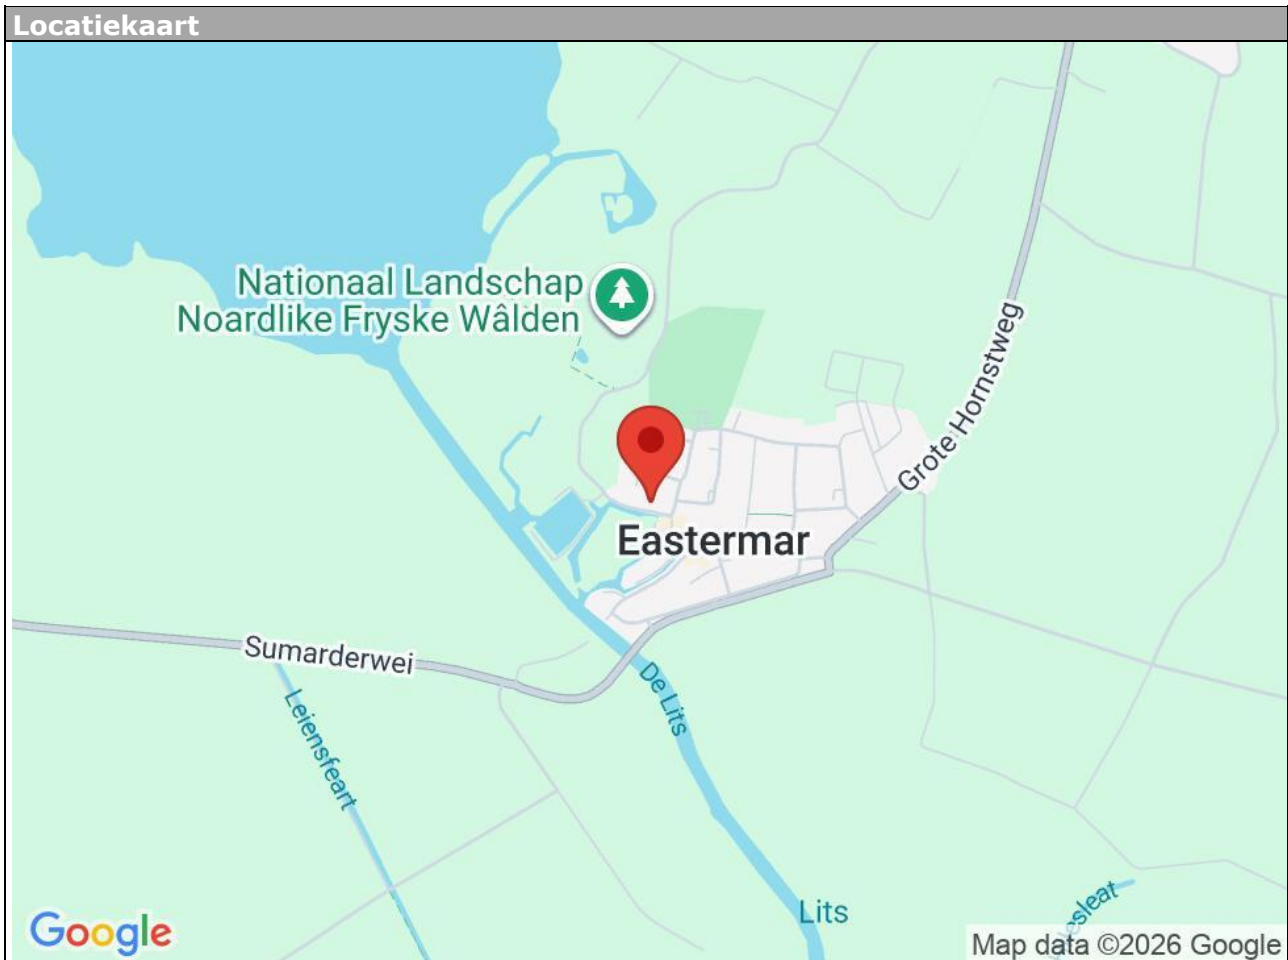 Locatiekaart
Nationaal Landschap
Noardlike Fryske Wâlden
Grote Hornstweg
Eastermar
Sumarderwei
De Lits
Leiensfeart
Lits
Google
Map data ©2026 Google